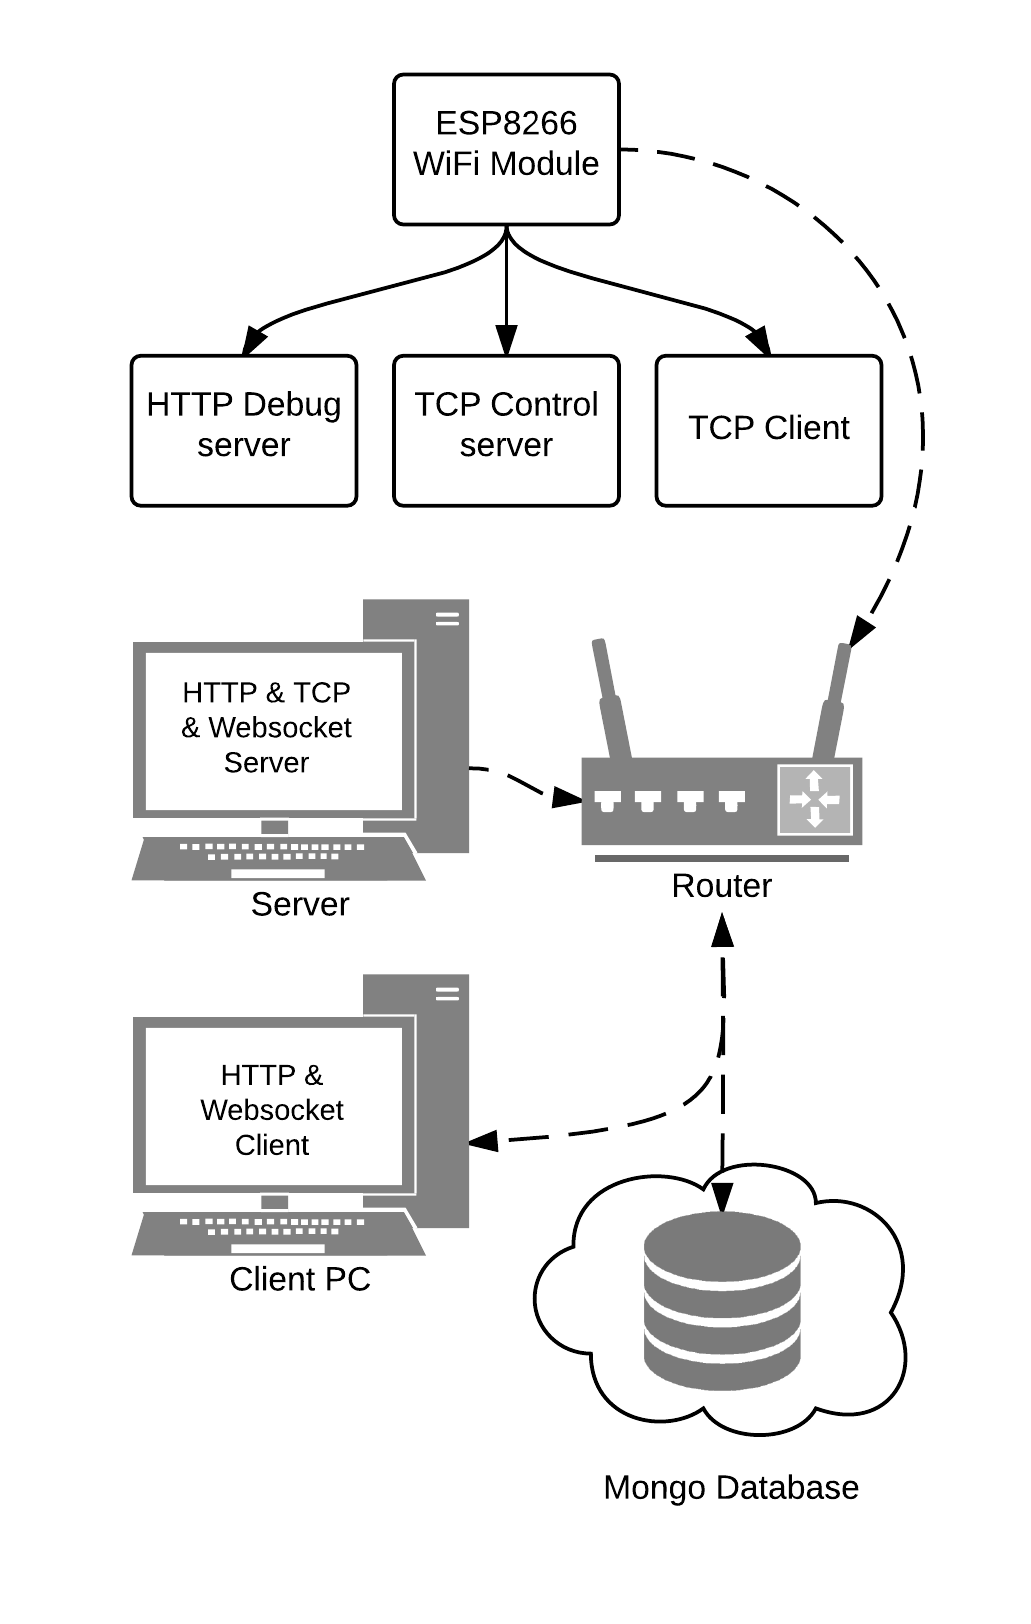 ESP8266
WiFi Module
HTTP Debug
server
TCP Control
server
TCP Client
HTTP & TCP
& Websocket
Server
Server
Router
HTTP &
Websocket
Client
Client PC
Mongo Database